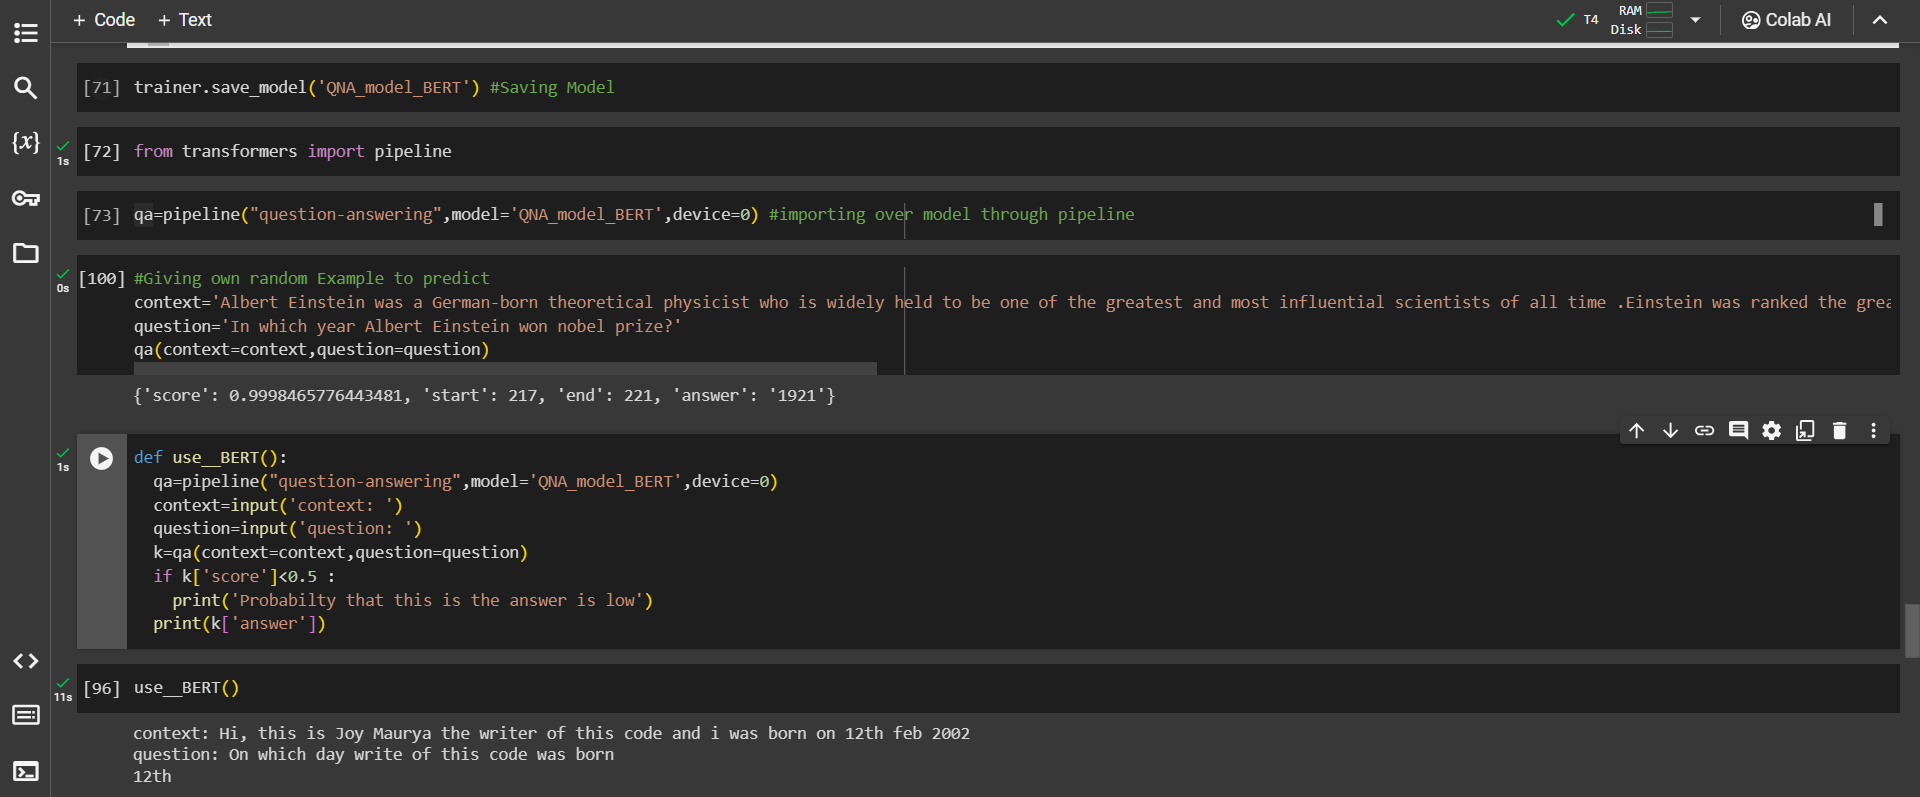 + Code + Text
T4 RAM
Disk
Colab AI
{x}
[71] trainer.save_model('QNA_model_BERT') #Saving Model
1s
[72] from transformers import pipeline
[73] qa=pipeline("question-answering",model='QNA_model_BERT',device=0) #importing over model through pipeline
0s
[100] #Giving own random Example to predict
context='Albert Einstein was a German-born theoretical physicist who is widely held to be one of the greatest and most influential scientists of all time .Einstein was ranked the grea
question='In which year Albert Einstein won nobel prize?'
qa(context=context,question=question)
{'score': 0.9998465776443481, 'start': 217, 'end': 221, 'answer': '1921'}
1s
def use__BERT():
qa=pipeline("question-answering",model='QNA_model_BERT',device=0)
context=input('context: ')
question=input('question: ')
k=qa(context=context,question=question)
if k['score']<0.5 :
print('Probabilty that this is the answer is low')
print(k['answer'])
11s
[96] use__BERT()
context: Hi, this is Joy Maurya the writer of this code and i was born on 12th feb 2002
question: On which day write of this code was born
12th